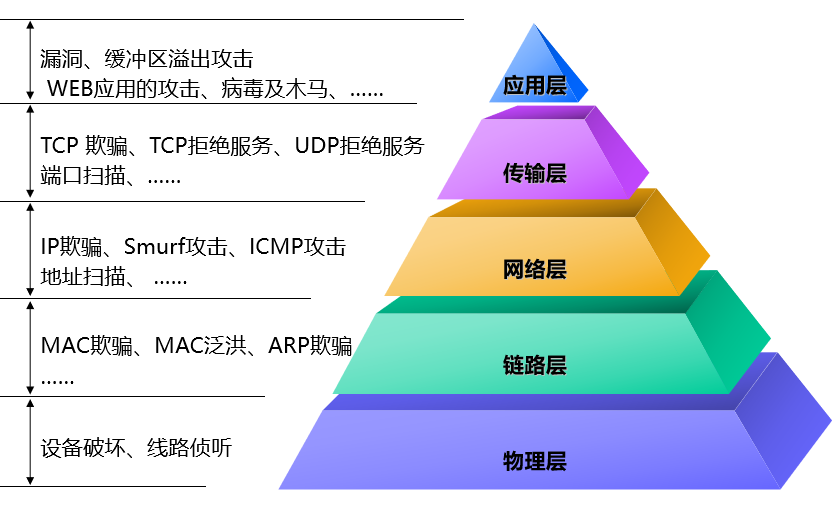 漏洞、缓冲区溢出攻击
WEB应用的攻击、病毒及木马、……
应用层
TCP 欺骗、TCP拒绝服务、UDP拒绝服务
端口扫描、……
传输层
IP欺骗、Smurf攻击、ICMP攻击
地址扫描、 ……
网络层
MAC欺骗、MAC泛洪、ARP欺骗
……
链路层
设备破坏、线路侦听
物理层